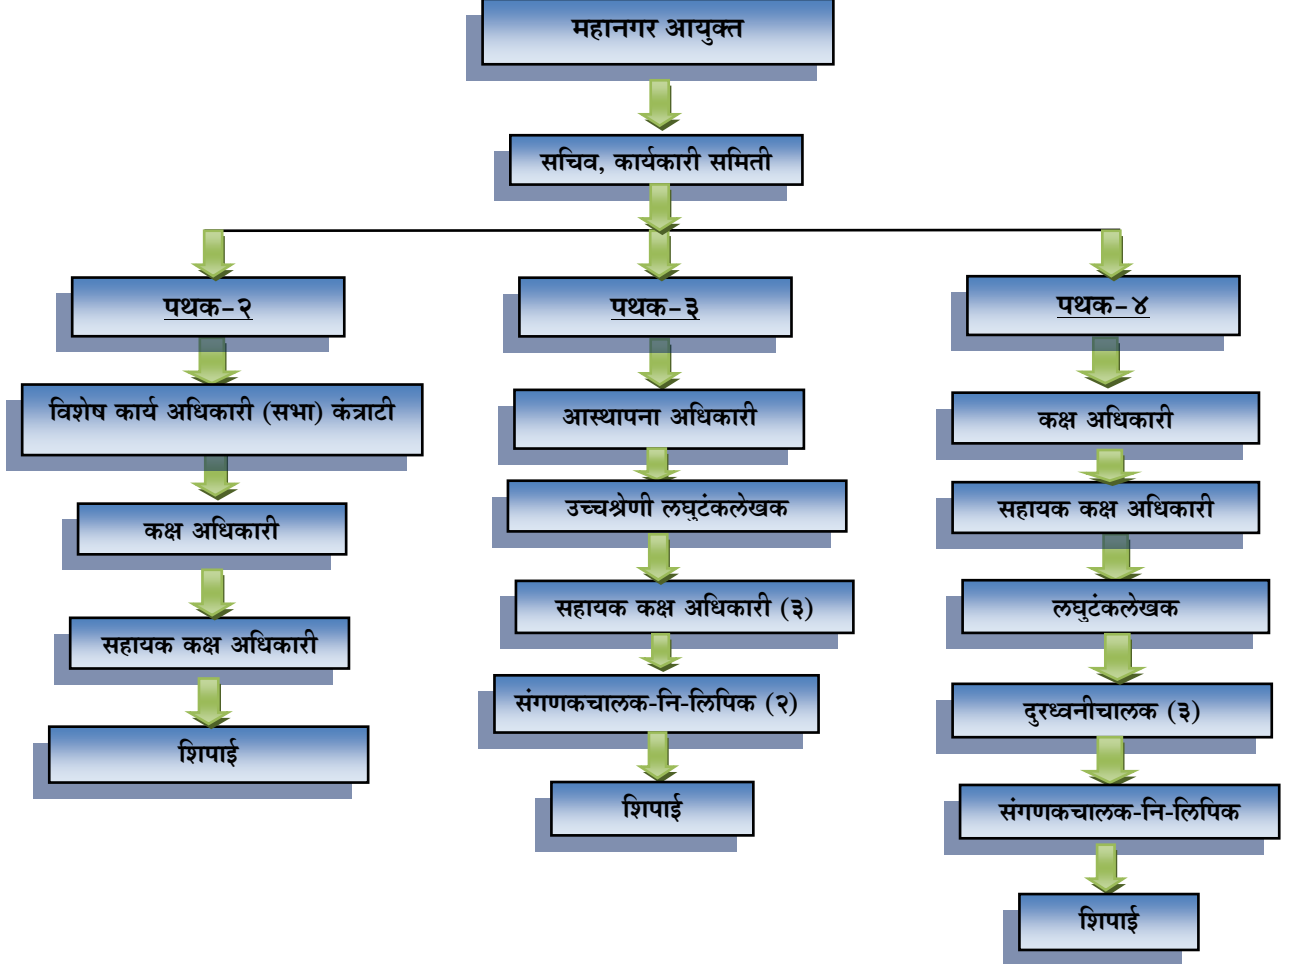 महानगर आयुक्त
सचिव, कार्यकारी समिती
पथक-२
विशेष कार्य अधिकारी (सभा) कंत्राटी
कक्ष अधिकारी
सहायक कक्ष अधिकारी
शिपाई
पथक-३
आस्थापना अधिकारी
उच्चश्रेणी लघुटंकलेखक
सहायक कक्ष अधिकारी (३)
संगणकचालक-नि-लिपिक (२)
शिपाई
पथक-४
कक्ष अधिकारी
सहायक कक्ष अधिकारी
लघुटंकलेखक
दुरध्वनीचालक (३)
संगणकचालक-नि-लिपिक
शिपाई